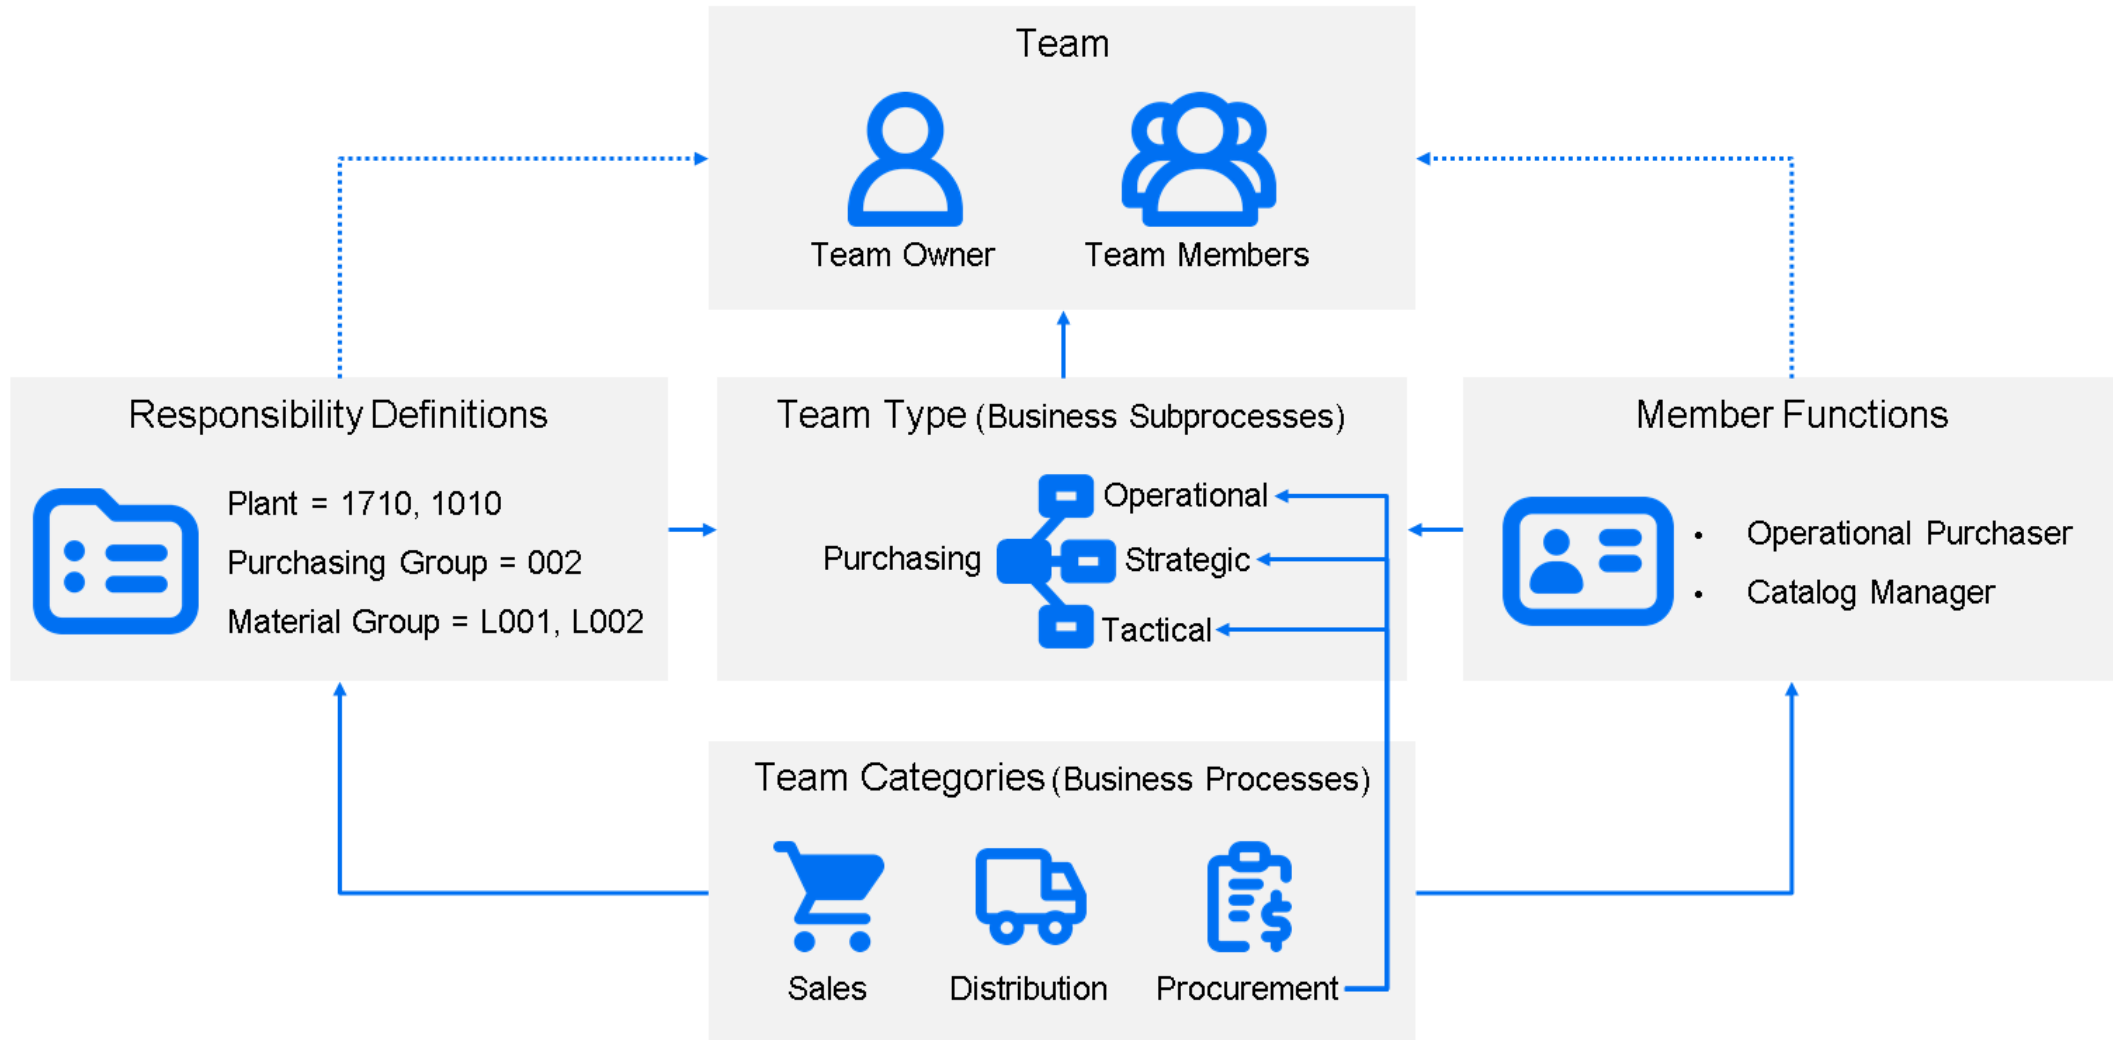 Team
Team Owner
Team Members
Responsibility Definitions
Plant = 1710, 1010
Purchasing Group = 002
Material Group = L001, L002
Team Type (Business Subprocesses)
Purchasing
Operational
Strategic
Tactical
Member Functions
• Operational Purchaser
• Catalog Manager
Team Categories (Business Processes)
Sales
Distribution
Procurement